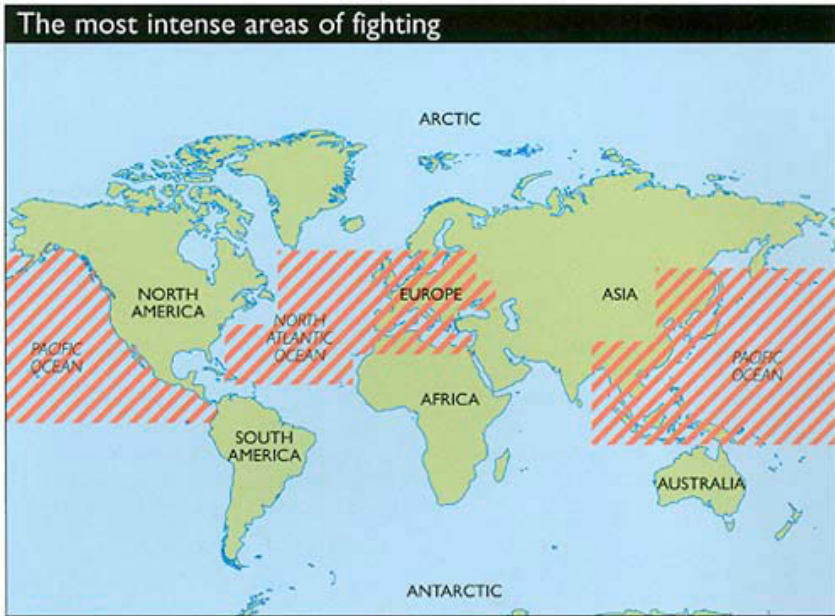 The most intense areas of fighting
ARCTIC
NORTH
AMERICA
EUROPE
ASIA
NORTH
ATLANTIC
OCEAN
PACIFIC
OCEAN
PACIFIC
OCEAN
AFRICA
SOUTH
AMERICA
AUSTRALIA
ANTARCTIC